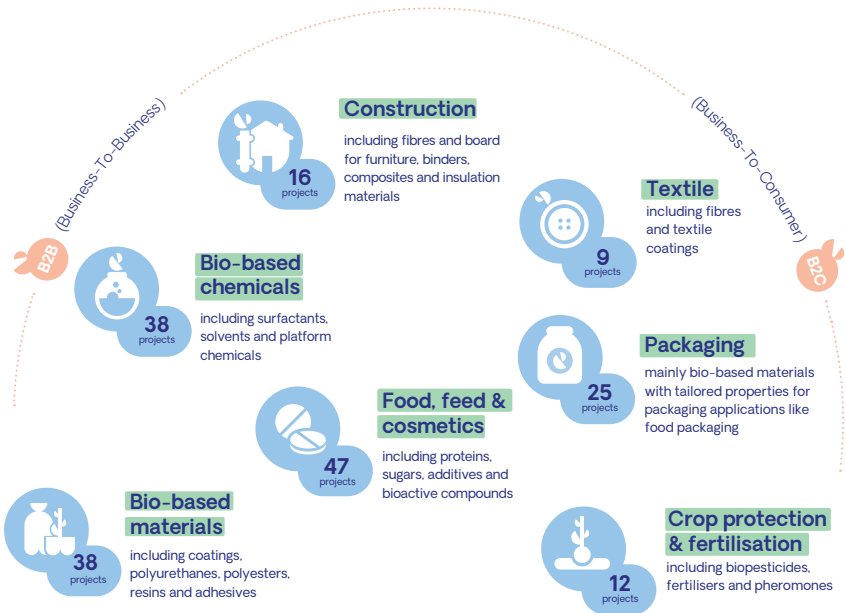 (Business-To-Business)
B2B
(Business-To-Consumer)
B2C
Construction
including fibres and board
for furniture, binders,
composites and insulation
materials
16
projects
Textile
including fibres
and textile
coatings
9
projects
Bio-based
chemicals
including surfactants,
solvents and platform
chemicals
38
projects
Packaging
mainly bio-based materials
with tailored properties for
packaging applications like
food packaging
25
projects
Food, feed &
cosmetics
including proteins,
sugars, additives and
bioactive compounds
47
projects
Bio-based
materials
including coatings,
polyurethanes, polyesters,
resins and adhesives
38
projects
Crop protection
& fertilisation
including biopesticides,
fertilisers and pheromones
12
projects